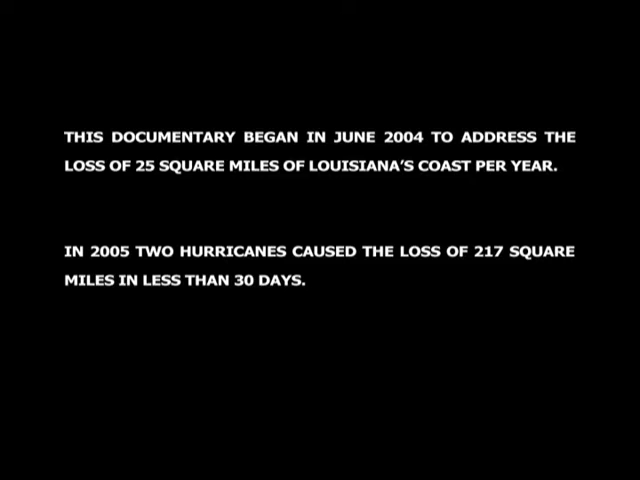 THIS DOCUMENTARY BEGAN IN JUNE 2004 TO ADDRESS THE
LOSS OF 25 SQUARE MILES OF LOUISIANA’S COAST PER YEAR.
IN 2005 TWO HURRICANES CAUSED THE LOSS OF 217 SQUARE
MILES IN LESS THAN 30 DAYS.